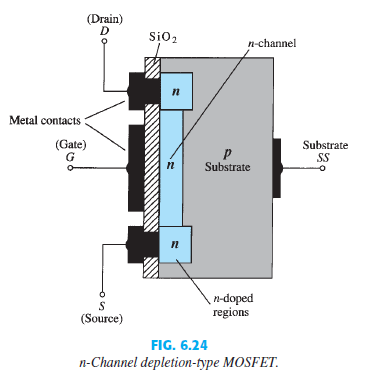 (Drain)
D
SiO2
n-channel
n
Metal contacts
(Gate)
G
n
p
Substrate
Substrate
SS
n
S
(Source)
n-doped
regions
FIG. 6.24
n-Channel depletion-type MOSFET.